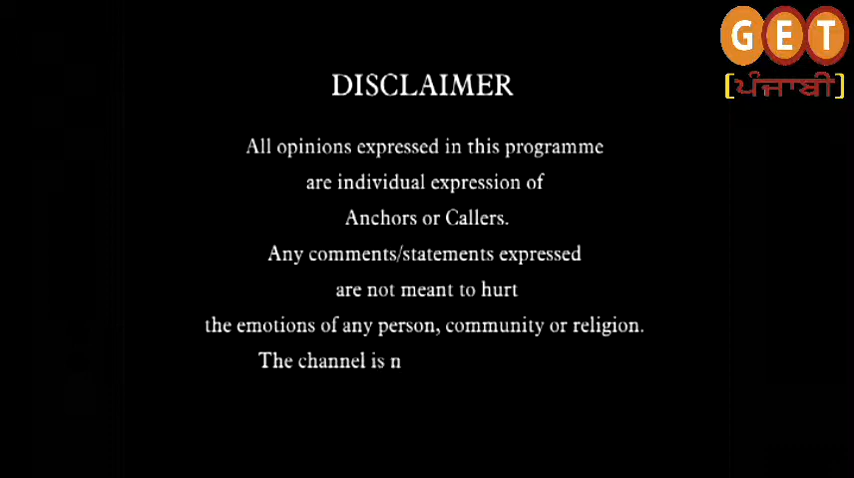 GET
[ਪੰਜਾਬੀ]
DISCLAIMER
All opinions expressed in this programme
are individual expression of
Anchors or Callers.
Any comments/statements expressed
are not meant to hurt
the emotions of any person, community or religion.
The channel is n